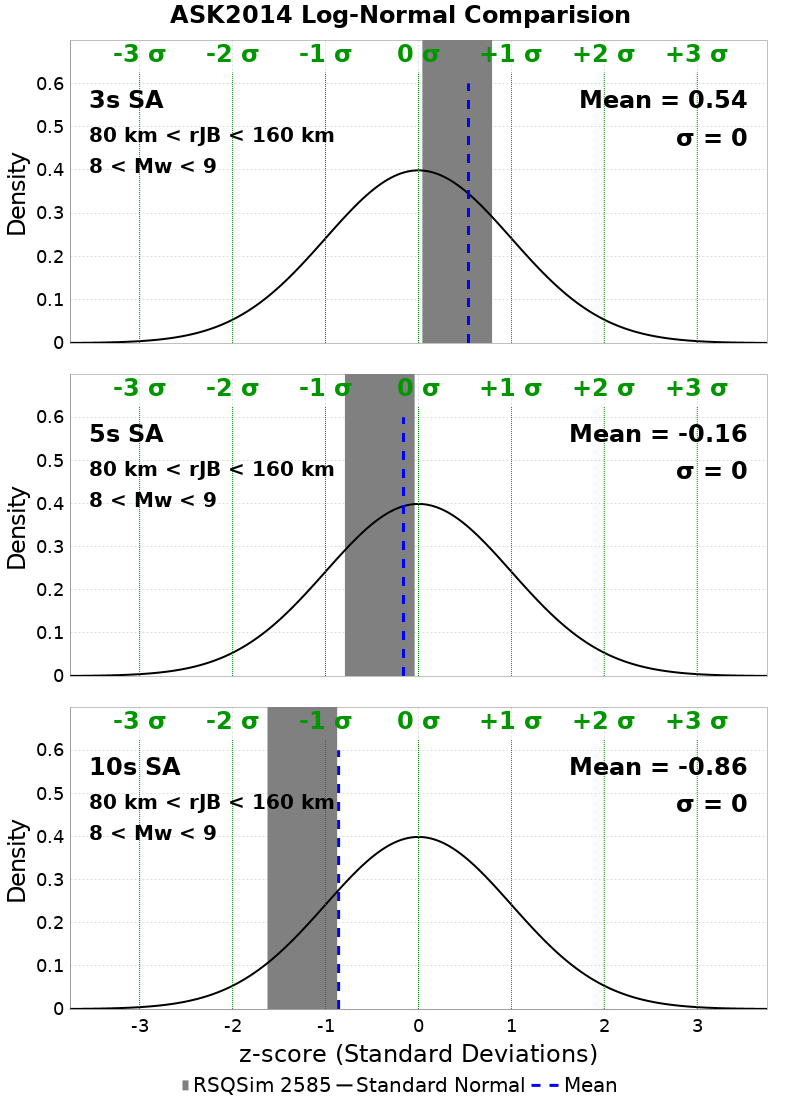 ASK2014 Log-Normal Comparision
-3 σ -2 σ -1 σ 0 σ +1 σ +2 σ +3 σ
3s SA
80 km < rJB < 160 km
8 < Mw < 9
Mean = 0.54
σ = 0
Density
0.6
0.5
0.4
0.3
0.2
0.1
0
-3 σ -2 σ -1 σ 0 σ +1 σ +2 σ +3 σ
5s SA
80 km < rJB < 160 km
8 < Mw < 9
Mean = -0.16
σ = 0
Density
0.6
0.5
0.4
0.3
0.2
0.1
0
-3 σ -2 σ -1 σ 0 σ +1 σ +2 σ +3 σ
10s SA
80 km < rJB < 160 km
8 < Mw < 9
Mean = -0.86
σ = 0
Density
0.6
0.5
0.4
0.3
0.2
0.1
0
-3 -2 -1 0 1 2 3
z-score (Standard Deviations)
RSQSim 2585 Standard Normal Mean